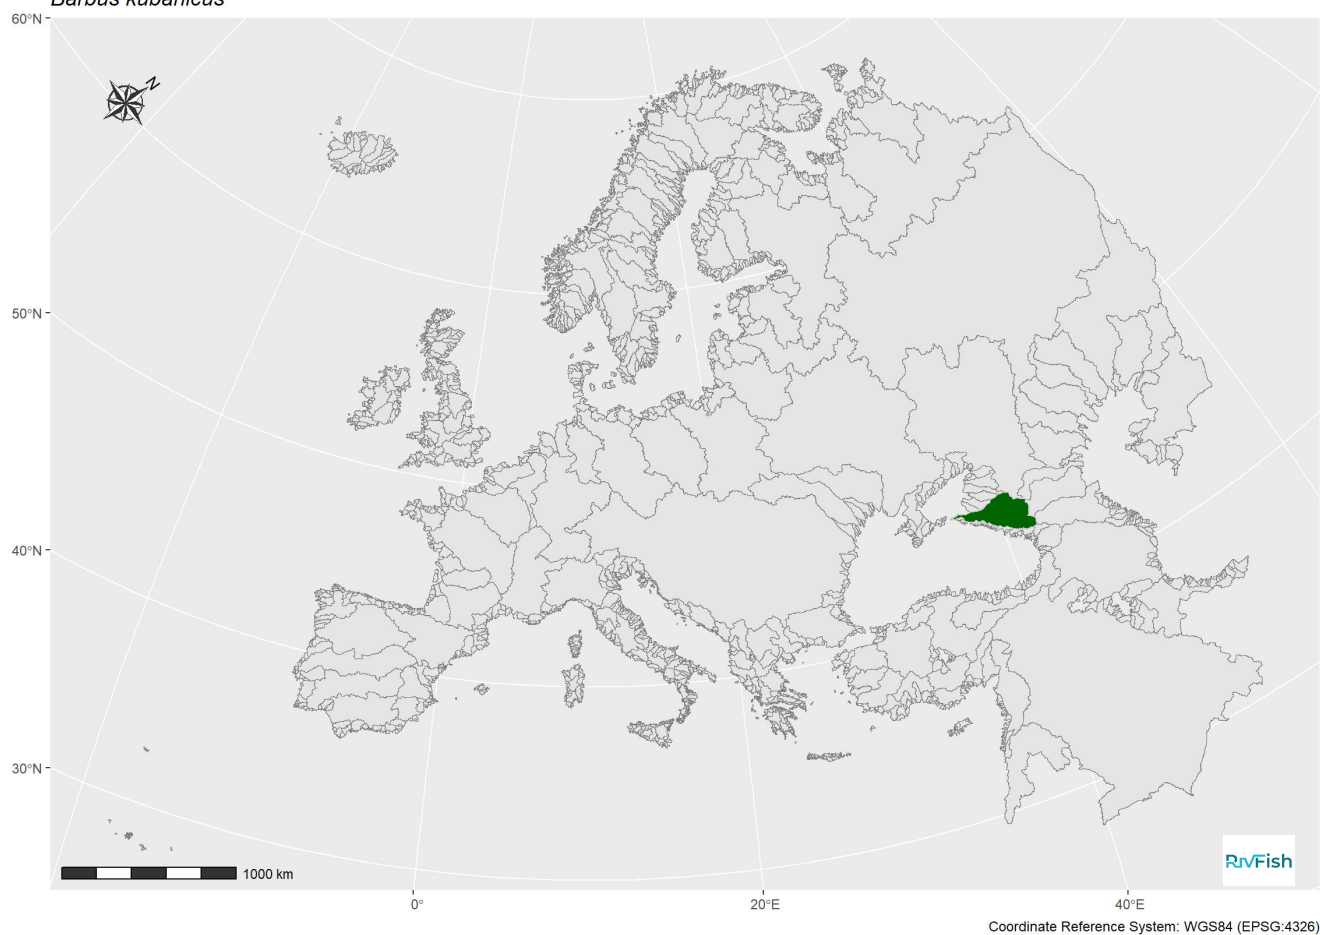 Barbus kubanicus
60°N
N
50°N
40°N
30°N
1000 km
RivFish
0°
20°E
40°E
Coordinate Reference System: WGS84 (EPSG:4326)